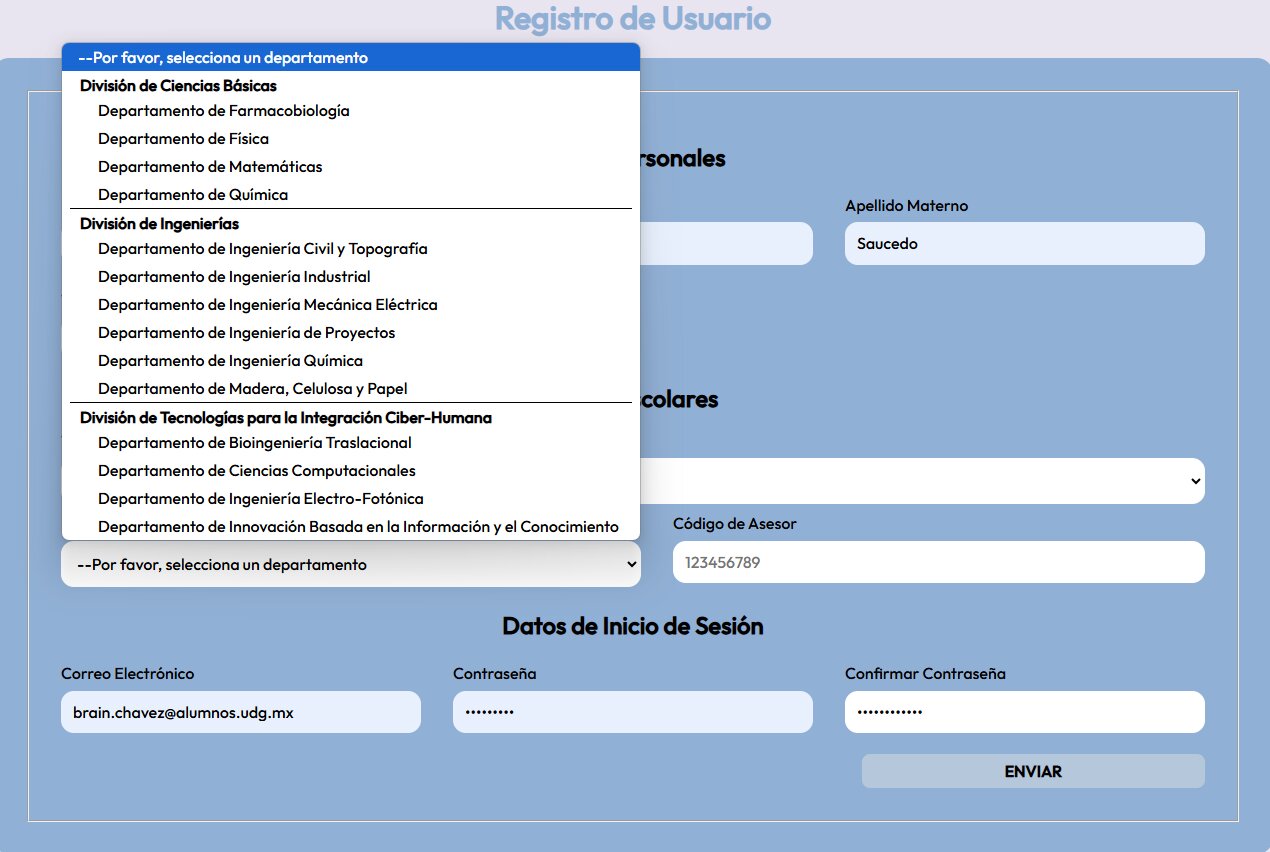 Registro de Usuario
--Por favor, selecciona un departamento
División de Ciencias Básicas
Departamento de Farmacobiología
Departamento de Física
Departamento de Matemáticas
Departamento de Química
División de Ingenierías
Departamento de Ingeniería Civil y Topografía
Departamento de Ingeniería Industrial
Departamento de Ingeniería Mecánica Eléctrica
Departamento de Ingeniería de Proyectos
Departamento de Ingeniería Química
Departamento de Madera, Celulosa y Papel
División de Tecnologías para la Integración Ciber-Humana
Departamento de Bioingeniería Traslacional
Departamento de Ciencias Computacionales
Departamento de Ingeniería Electro-Fotónica
Departamento de Innovación Basada en la Información y el Conocimiento
rsonales
Apellido Materno
Saucedo
colares
Código de Asesor
--Por favor, selecciona un departamento
123456789
Datos de Inicio de Sesión
Correo Electrónico
Contraseña
Confirmar Contraseña
brain.chavez@alumnos.udg.mx
•••••••••
••••••••••••
ENVIAR